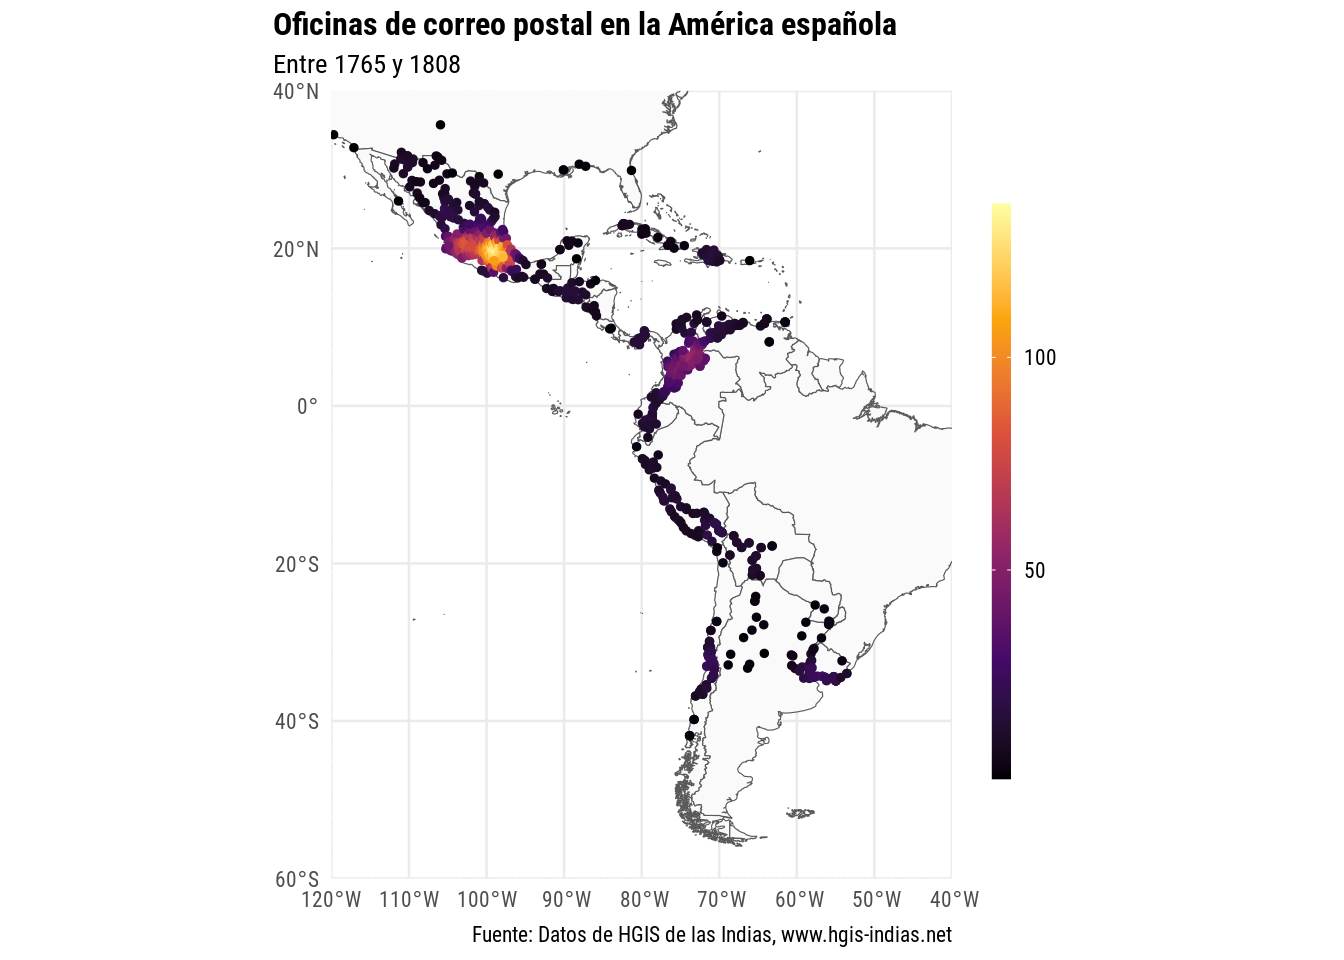 Oficinas de correo postal en la América española
Entre 1765 y 1808
40°N
20°N
0°
20°S
40°S
60°S
120°W 110°W 100°W 90°W 80°W 70°W 60°W 50°W 40°W
100
50
Fuente: Datos de HGIS de las Indias, www.hgis-indias.net